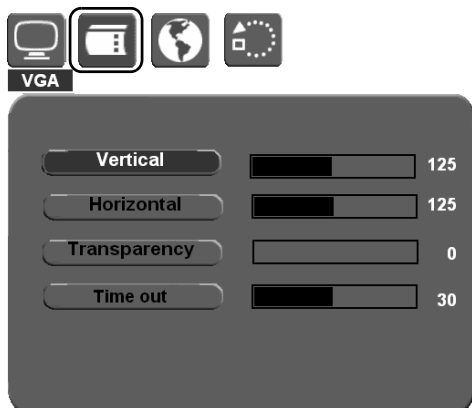 VGA
Vertical 125
Horizontal 125
Transparency 0
Time out 30